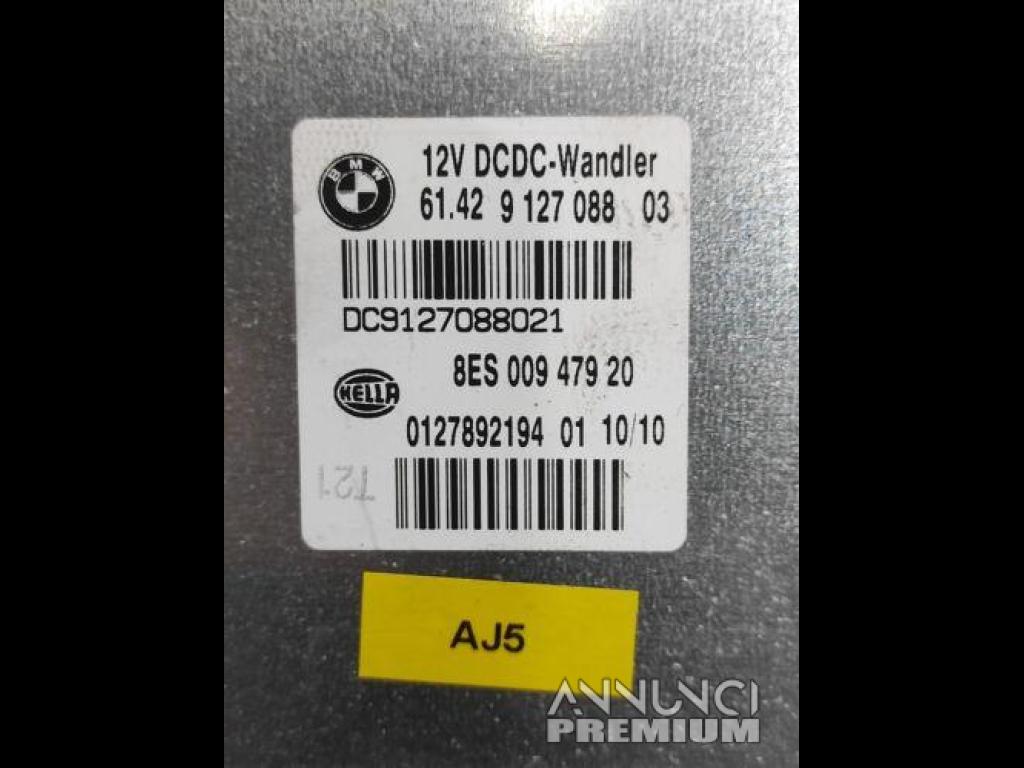 BMW
12V DCDC-Wandler
61.42 9 127 088 03
DC9127088021
8ES 009 479 20
HELLA
0127892194 01 10/10
T21
AJ5
ANNUNCI
PREMIUM